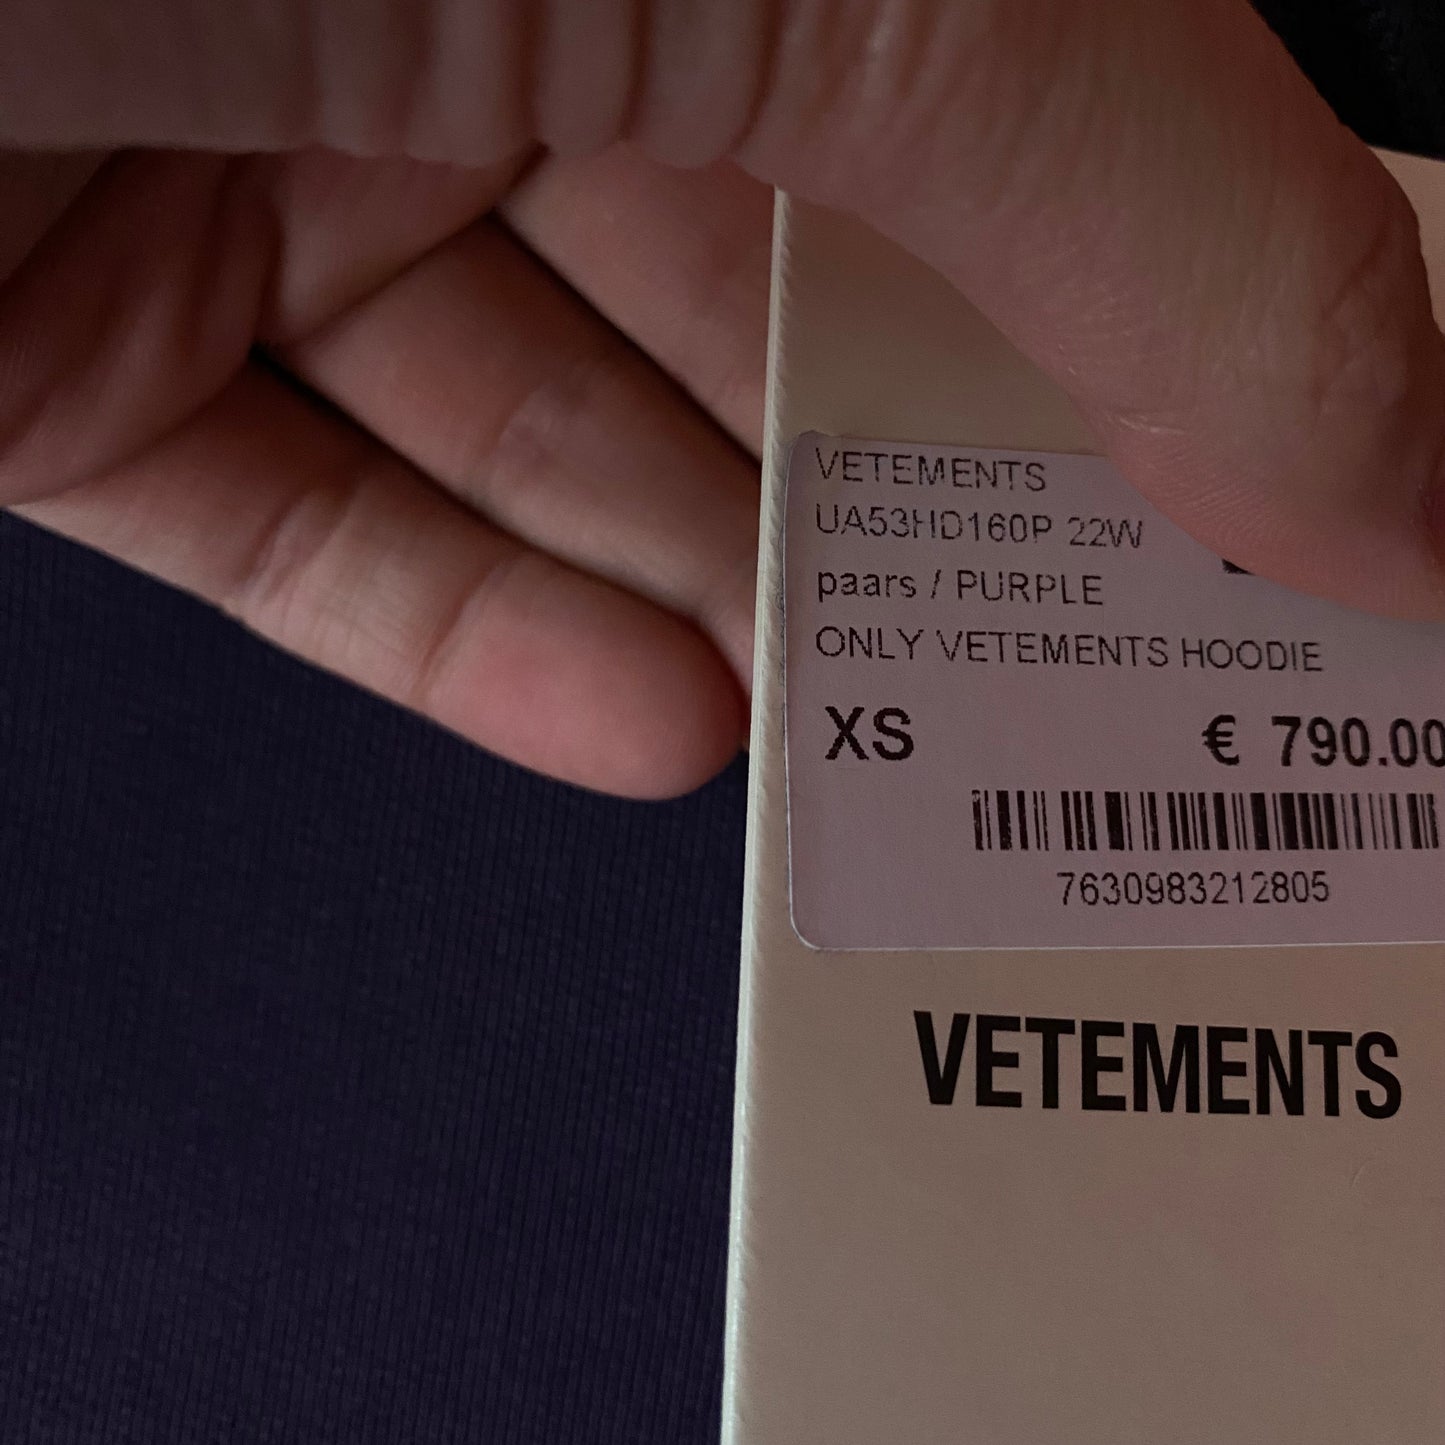 VETEMENTS
UA53HD160P 22W
paars / PURPLE
ONLY VETEMENTS HOODIE
XS € 790.00
7630983212805
VETEMENTS